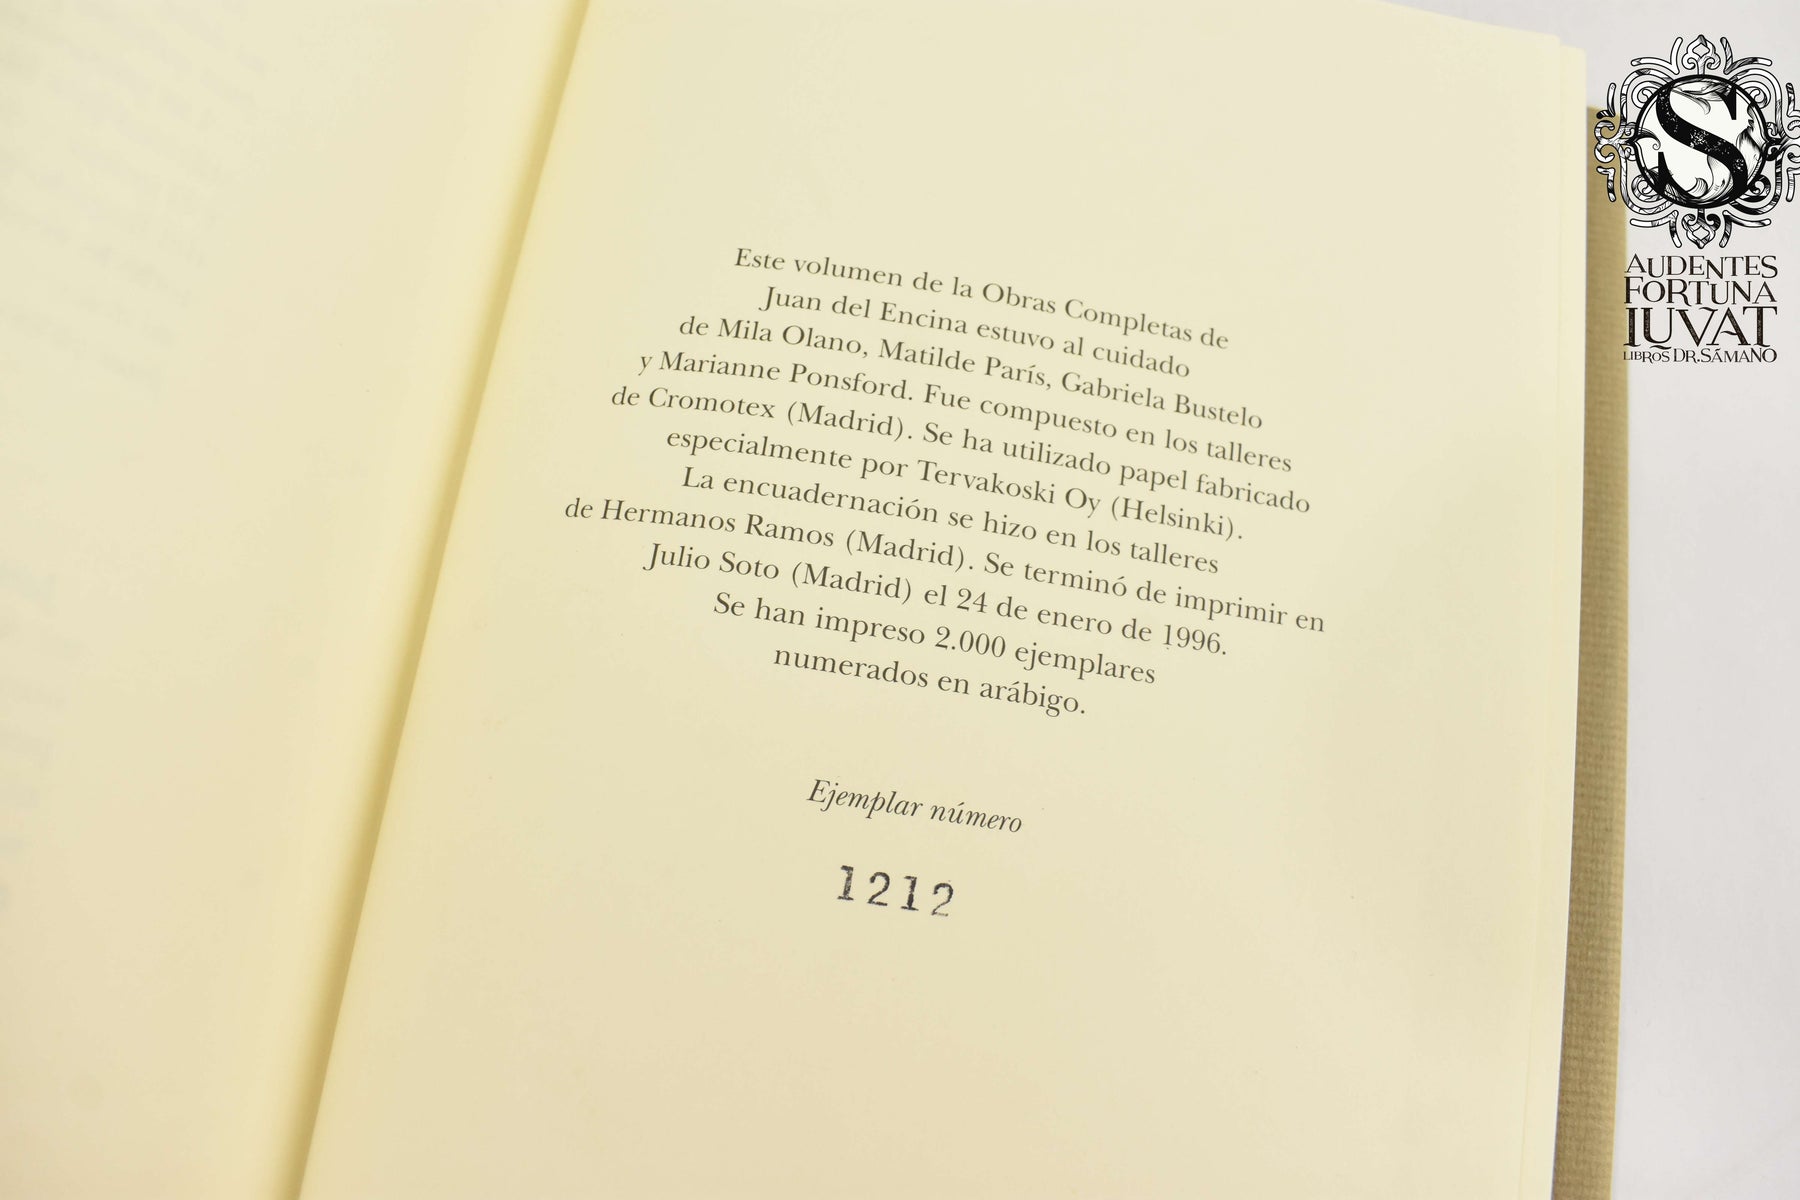 Este volumen de la Obras Completas de
Juan del Encina estuvo al cuidado
de Mila Olano, Matilde París, Gabriela Bustelo
y Marianne Ponsford. Fue compuesto en los talleres
de Cromotex (Madrid). Se ha utilizado papel fabricado
especialmente por Tervakoski Oy (Helsinki).
La encuadernación se hizo en los talleres
de Hermanos Ramos (Madrid). Se terminó de imprimir en
Julio Soto (Madrid) el 24 de enero de 1996.
Se han impreso 2.000 ejemplares
numerados en arábigo.
Ejemplar número
1212
S
AUDENTES
FORTUNA
IUVAT
LIBROS DR. SÁMANO